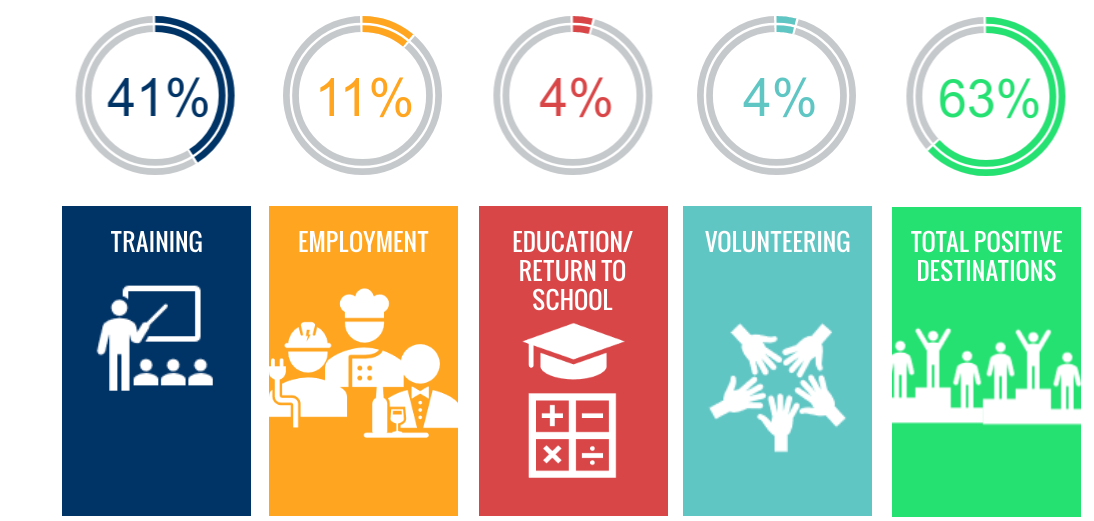 41%
11%
4%
4%
63%
TRAINING
EMPLOYMENT
EDUCATION/
RETURN TO
SCHOOL
VOLUNTEERING
TOTAL POSITIVE
DESTINATIONS